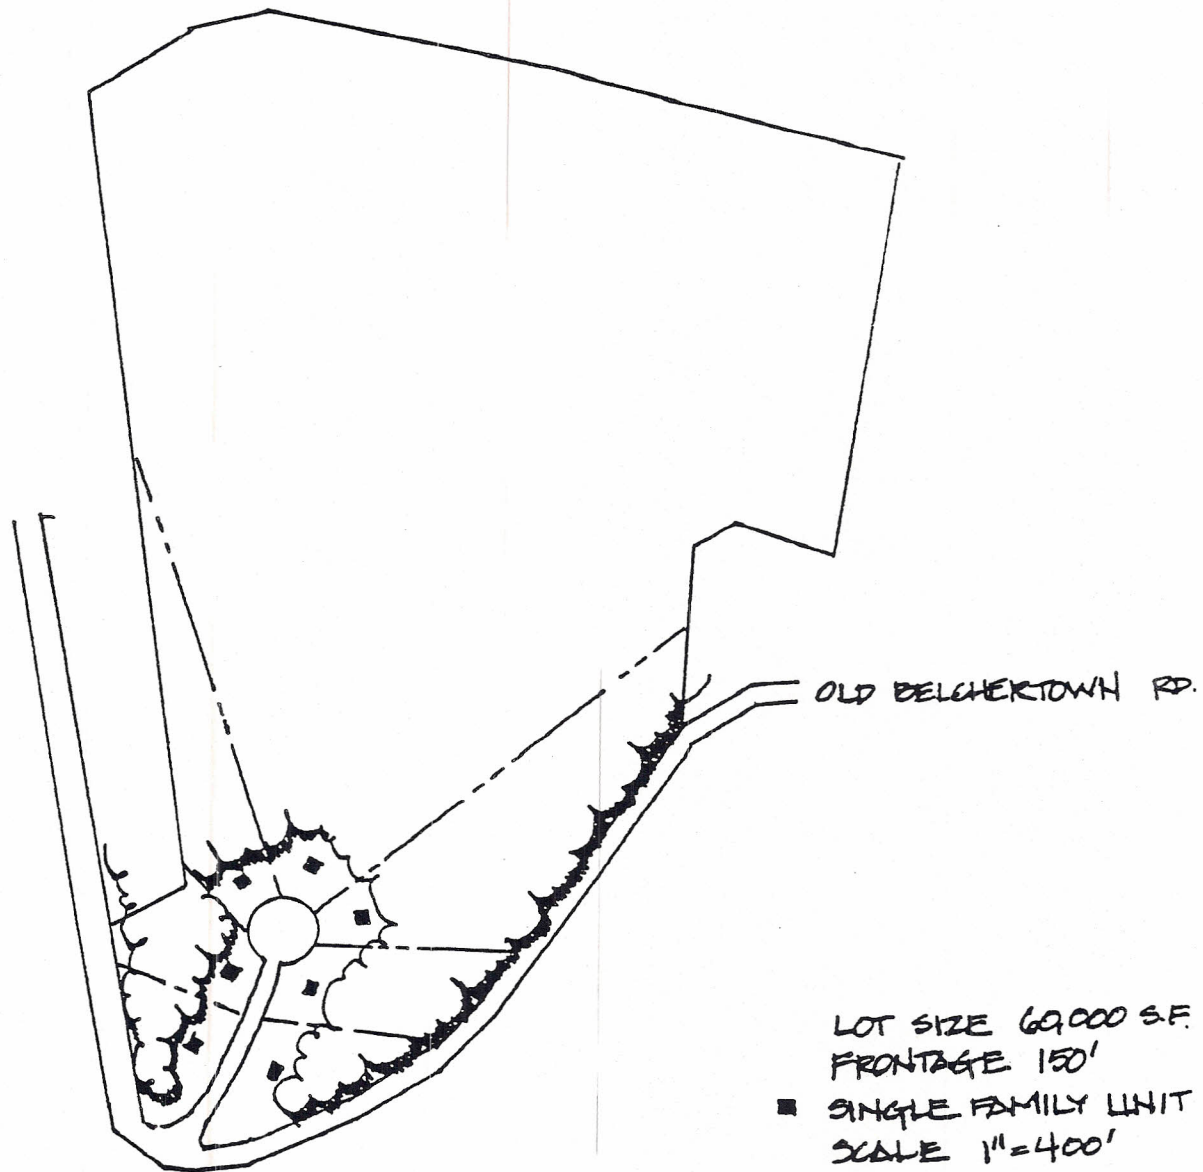 OLD BELCHERTOWN RD.
LOT SIZE 60,000 S.F.
FRONTAGE 150'
SINGLE FAMILY UNIT
SCALE 1"=400'